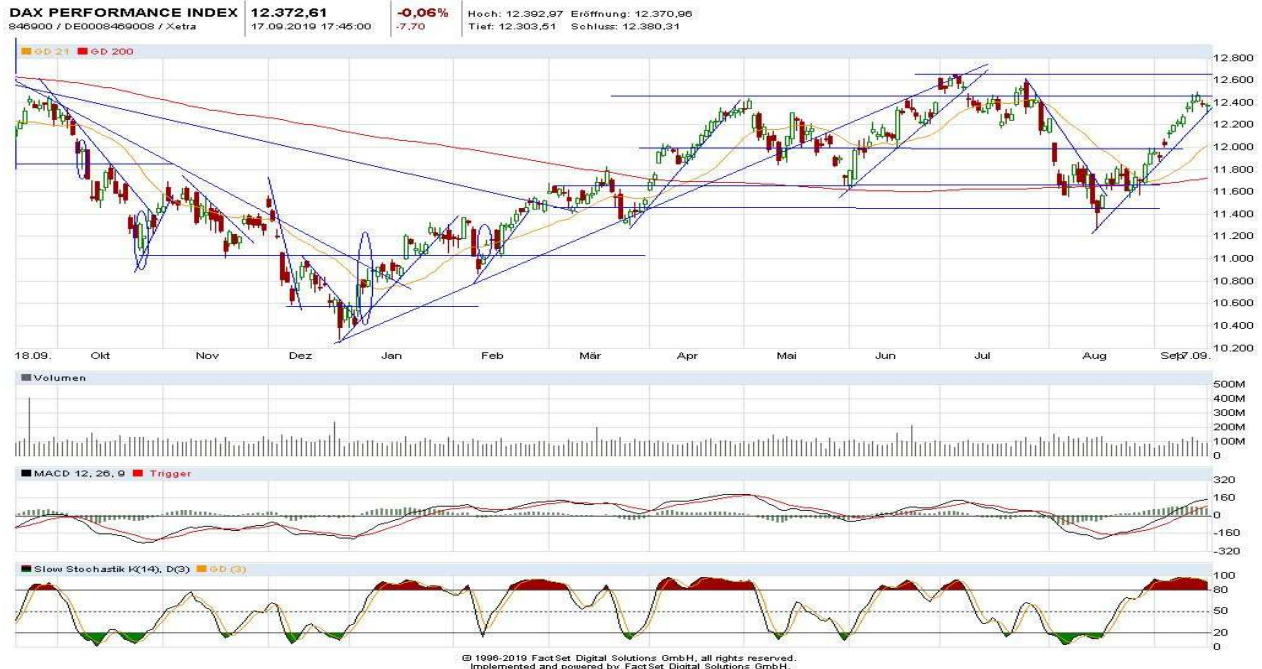 DAX PERFORMANCE INDEX 12.372,61 -0,06% Hoch: 12.392,97 Eröffnung: 12.370,96
846900 / DE0008469008 / Xetra 17.09.2019 17:45:00 -7,70 Tief: 12.303,51 Schluss: 12.380,31
GD 21 GD 200
12.800
12.600
12.400
12.200
12.000
11.800
11.600
11.400
11.200
11.000
10.800
10.600
10.400
10.200
18.09. Okt Nov Dez Jan Feb Mär Apr Mai Jun Jul Aug Sep 17.09.
Volumen
500M
400M
300M
200M
100M
0
MACD 12, 26, 9 Trigger
320
160
0
-160
-320
Slow Stochastik K(14), D(3) GD (3)
100
80
50
20
0
© 1996-2019 FactSet Digital Solutions GmbH, all rights reserved.
Implemented and powered by FactSet Digital Solutions GmbH.